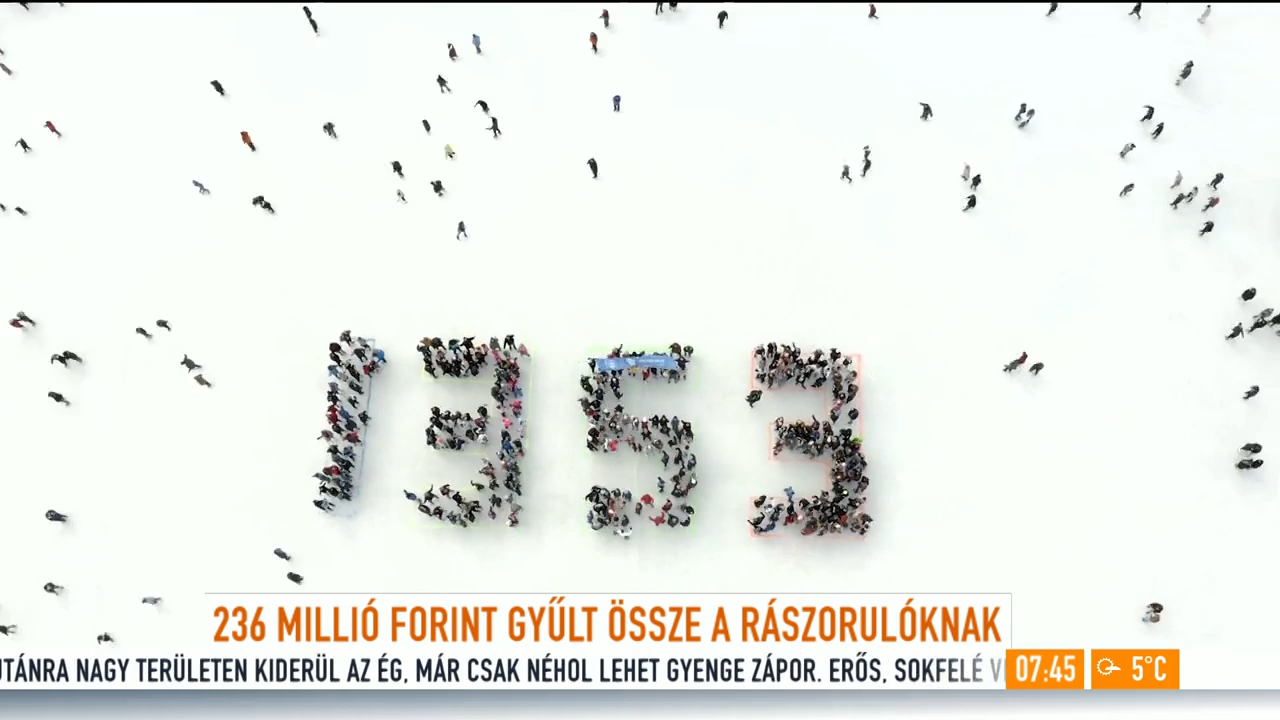 1353
236 MILLIÓ FORINT GYŰLT ÖSSZE A RÁSZORULÓKNAK
UTÁNRA NAGY TERÜLETEN KIDERÜL AZ ÉG, MÁR CSAK NÉHOL LEHET GYENGE ZÁPOR. ERŐS, SOKFELÉ
07:45 5°C